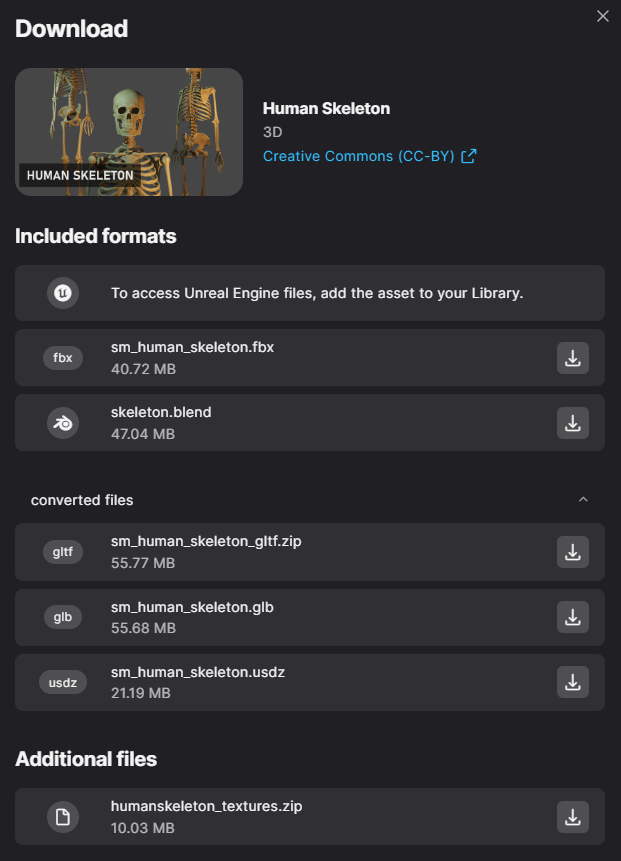 Download
HUMAN SKELETON
Human Skeleton
3D
Creative Commons (CC-BY)
Included formats
To access Unreal Engine files, add the asset to your Library.
fbx
sm_human_skeleton.fbx
40.72 MB
skeleton.blend
47.04 MB
converted files
gltf
sm_human_skeleton_gltf.zip
55.77 MB
glb
sm_human_skeleton.glb
55.68 MB
usdz
sm_human_skeleton.usdz
21.19 MB
Additional files
humanskeleton_textures.zip
10.03 MB